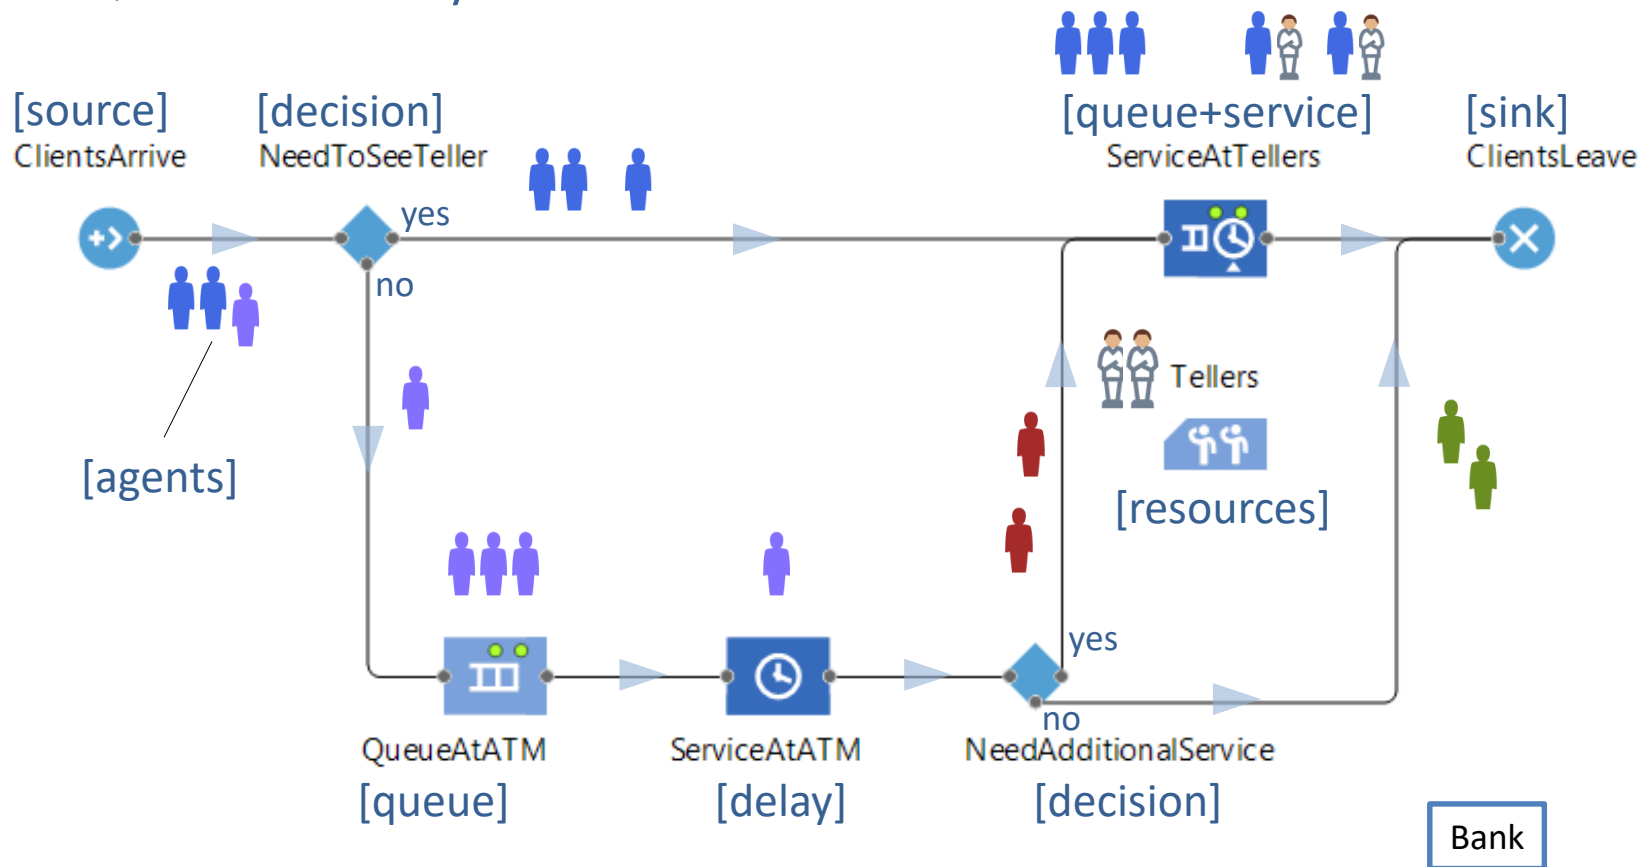 [source]
ClientsArrive
[decision]
NeedToSeeTeller
[queue+service]
ServiceAtTellers
[sink]
ClientsLeave
yes
no
[agents]
Tellers
[resources]
yes
no
QueueAtATM
[queue]
ServiceAtATM
[delay]
NeedAdditionalService
[decision]
Bank